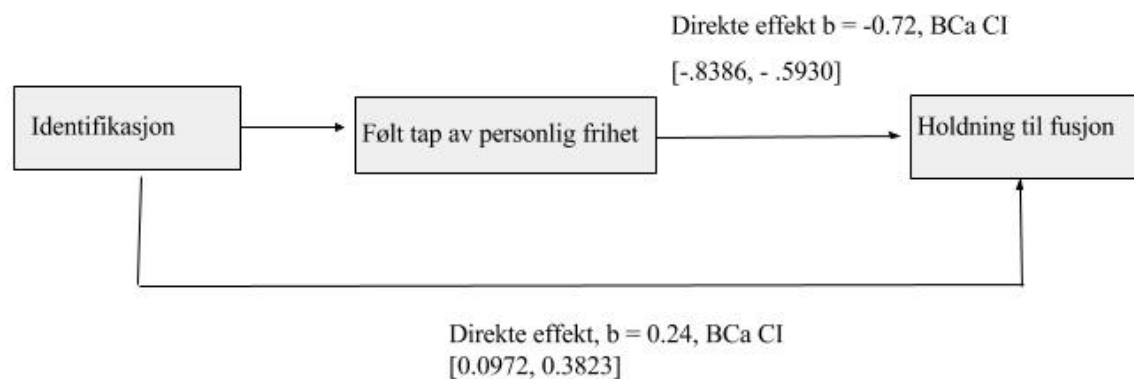 Direkte effekt b = -0.72, BCa CI
[-.8386, - .5930]
Identifikasjon
Følt tap av personlig frihet
Holdning til fusjon
Direkte effekt, b = 0.24, BCa CI
[0.0972, 0.3823]